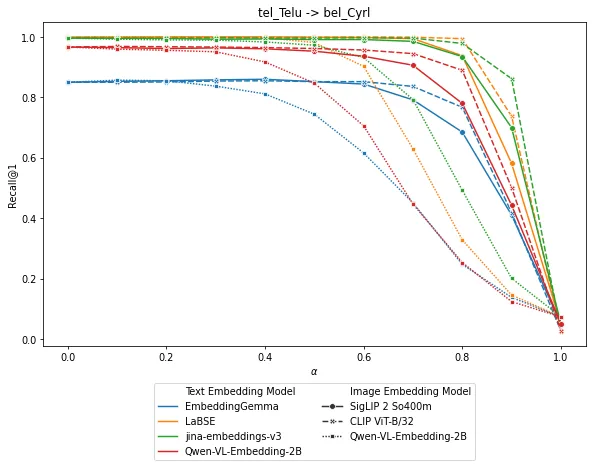 tel_Telu -> bel_Cyrl
Recall@1
1.0
0.8
0.6
0.4
0.2
0.0
0.0 0.2 0.4 0.6 0.8 1.0
α
Text Embedding Model
EmbeddingGemma
LaBSE
jina-embeddings-v3
Qwen-VL-Embedding-2B
Image Embedding Model
SigLIP 2 So400m
CLIP ViT-B/32
Qwen-VL-Embedding-2B